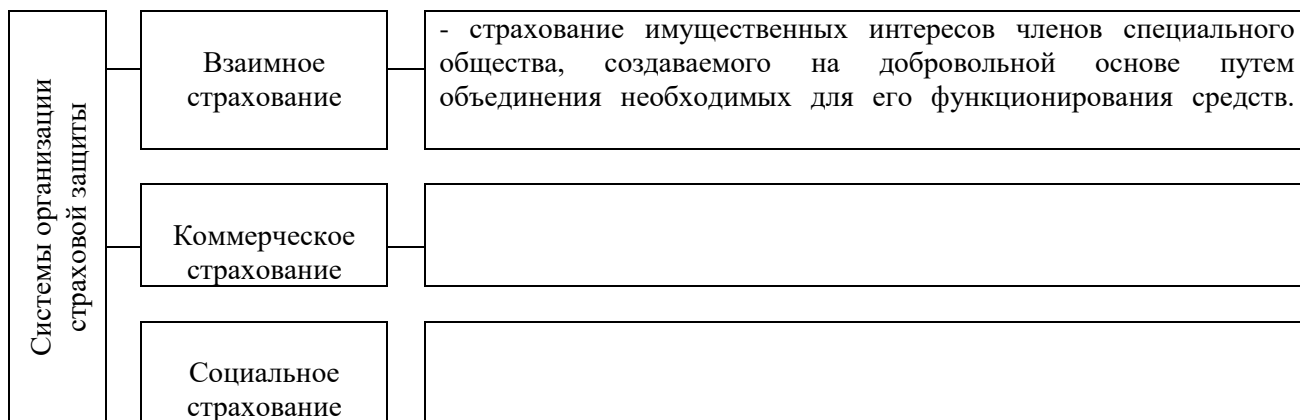 Системы организации
страховой защиты
Взаимное
страхование
- страхование имущественных интересов членов специального
общества, создаваемого на добровольной основе путем
объединения необходимых для его функционирования средств.
Коммерческое
страхование
Социальное
страхование